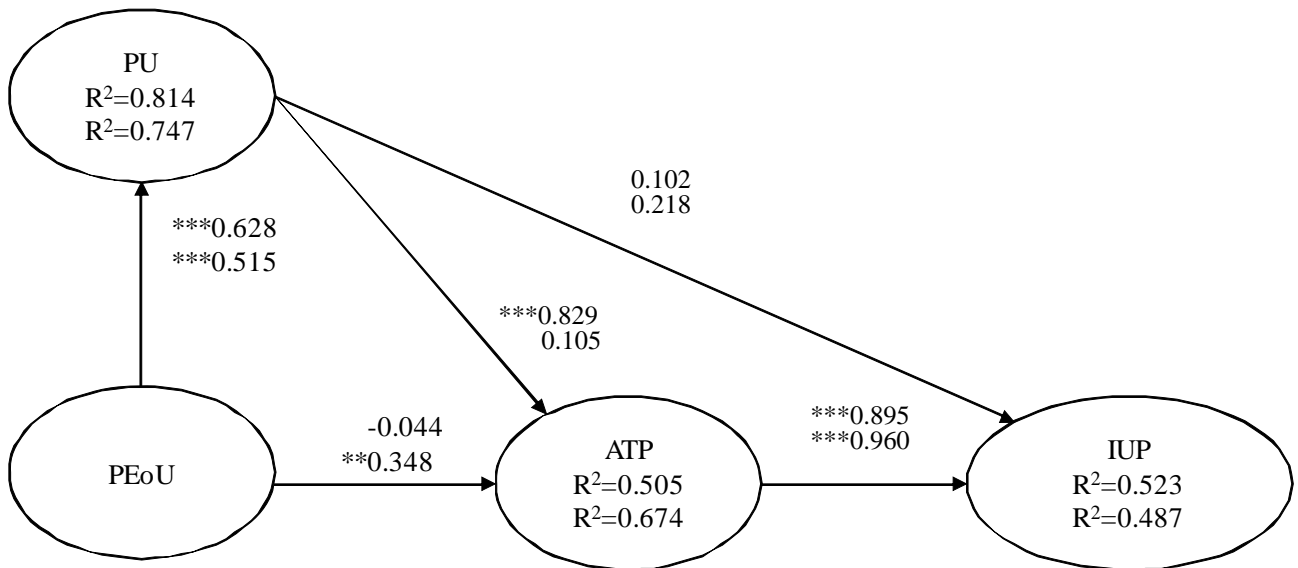 PU
R²=0.814
R²=0.747
0.102
0.218
***0.628
***0.515
***0.829
0.105
-0.044
**0.348
***0.895
***0.960
PEoU
ATP
R²=0.505
R²=0.674
IUP
R²=0.523
R²=0.487